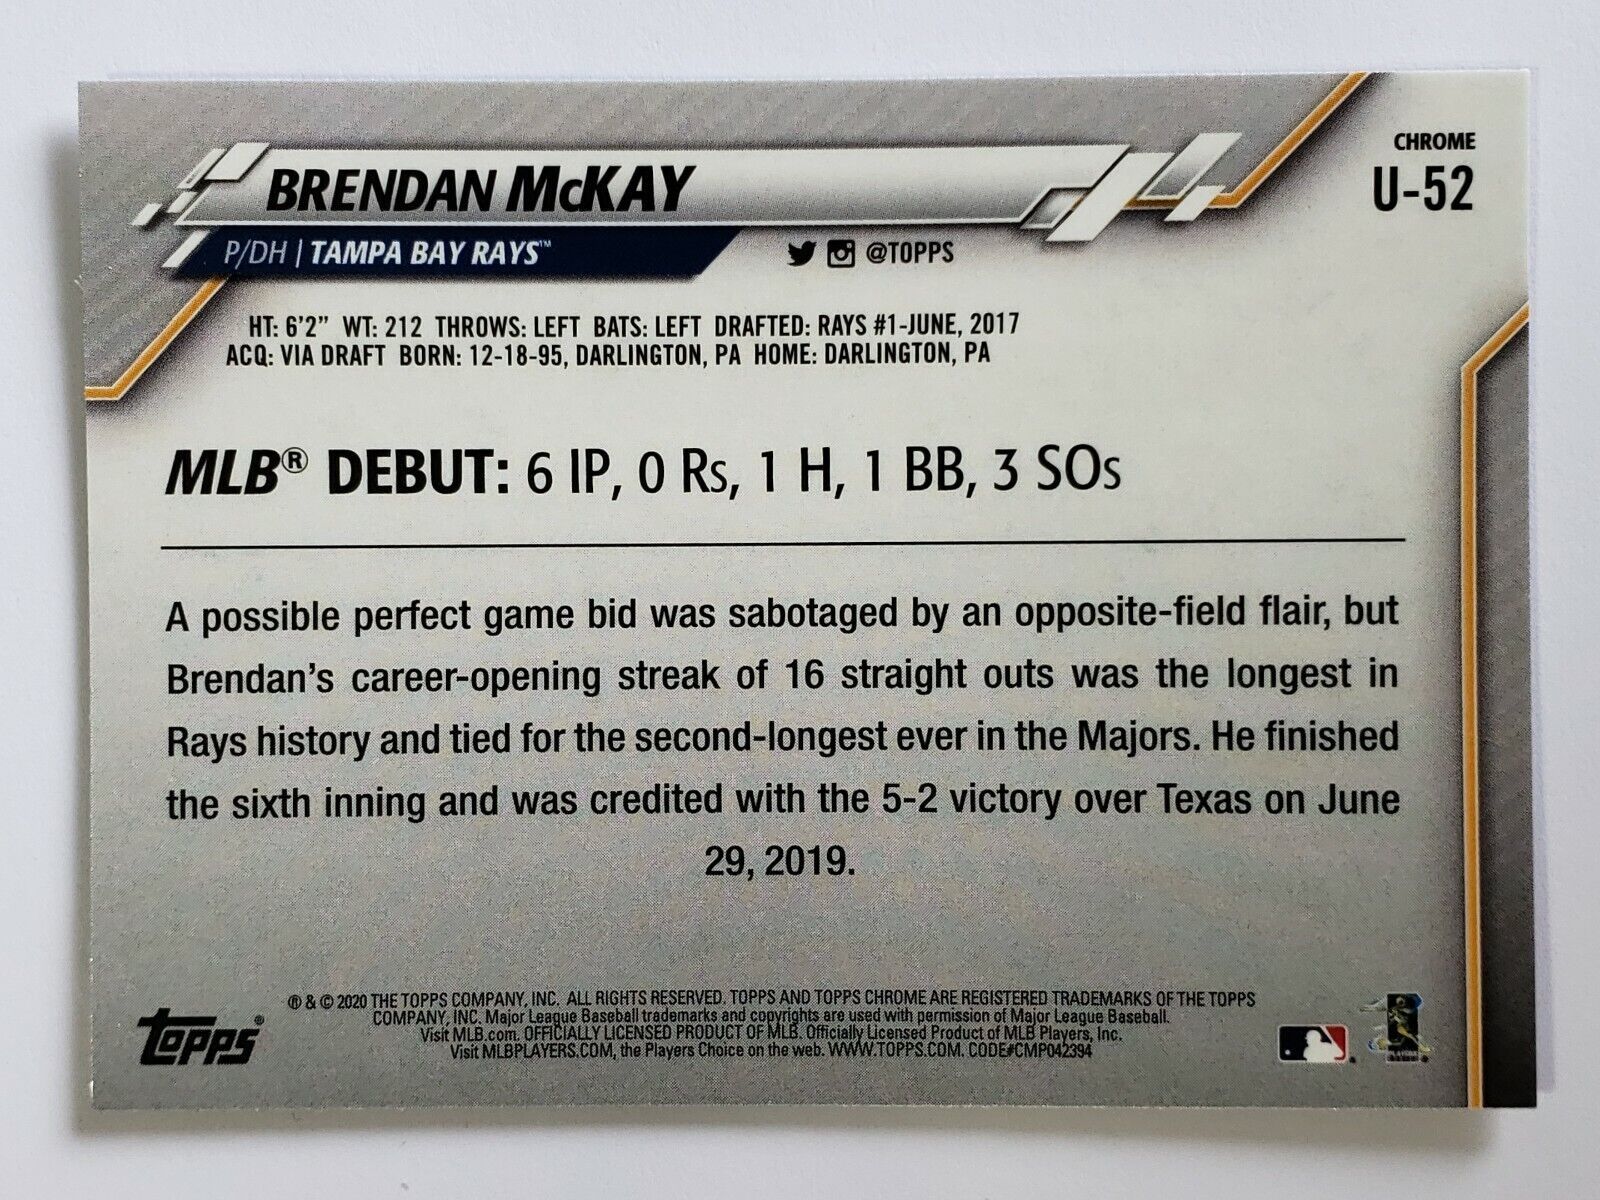 CHROME
U-52
BRENDAN McKAY
P/DH | TAMPA BAY RAYS™
@TOPPS
HT: 6'2" WT: 212 THROWS: LEFT BATS: LEFT DRAFTED: RAYS #1-JUNE, 2017
ACQ: VIA DRAFT BORN: 12-18-95, DARLINGTON, PA HOME: DARLINGTON, PA
MLB® DEBUT: 6 IP, 0 Rs, 1 H, 1 BB, 3 SOs
A possible perfect game bid was sabotaged by an opposite-field flair, but
Brendan's career-opening streak of 16 straight outs was the longest in
Rays history and tied for the second-longest ever in the Majors. He finished
the sixth inning and was credited with the 5-2 victory over Texas on June
29, 2019.
® & © 2020 THE TOPPS COMPANY, INC. ALL RIGHTS RESERVED. TOPPS AND TOPPS CHROME ARE REGISTERED TRADEMARKS OF THE TOPPS
COMPANY, INC. Major League Baseball trademarks and copyrights are used with permission of Major League Baseball.
Visit MLB.com. OFFICIALLY LICENSED PRODUCT OF MLB. Officially Licensed Product of MLB Players, Inc.
Visit MLBPLAYERS.COM, the Players Choice on the web. WWW.TOPPS.COM. CODE#CMP042394
topps®